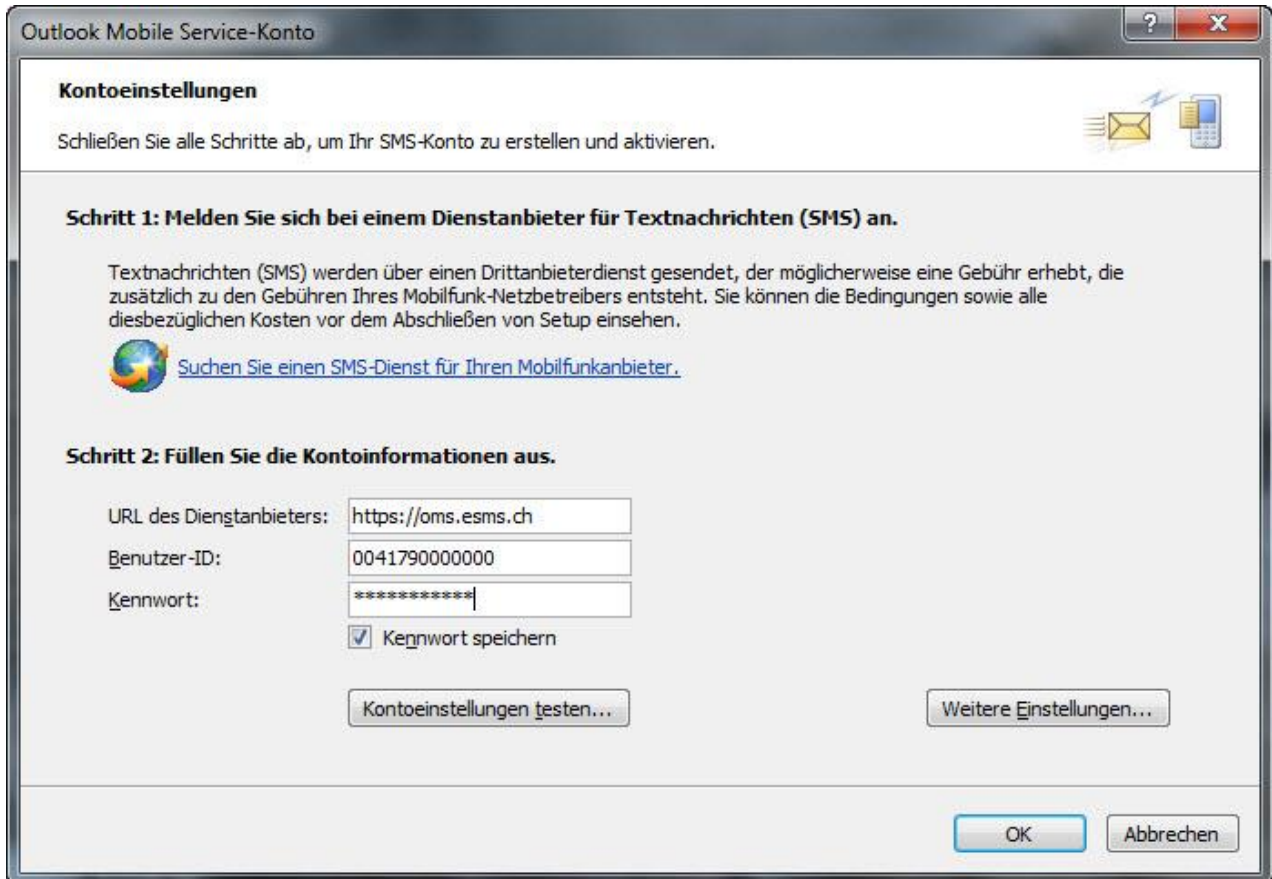 Outlook Mobile Service-Konto
Kontoeinstellungen
Schließen Sie alle Schritte ab, um Ihr SMS-Konto zu erstellen und aktivieren.
Schritt 1: Melden Sie sich bei einem Dienstanbieter für Textnachrichten (SMS) an.
Textnachrichten (SMS) werden über einen Drittanbieterdienst gesendet, der möglicherweise eine Gebühr erhebt, die
zusätzlich zu den Gebühren Ihres Mobilfunk-Netzbetreibers entsteht. Sie können die Bedingungen sowie alle
diesbezüglichen Kosten vor dem Abschließen von Setup einsehen.
Suchen Sie einen SMS-Dienst für Ihren Mobilfunkanbieter.
Schritt 2: Füllen Sie die Kontoinformationen aus.
URL des Dienstanbieters: https://oms.esms.ch
Benutzer-ID: 0041790000000
Kennwort: ***********
Kennwort speichern
Kontoeinstellungen testen... Weitere Einstellungen...
OK Abbrechen